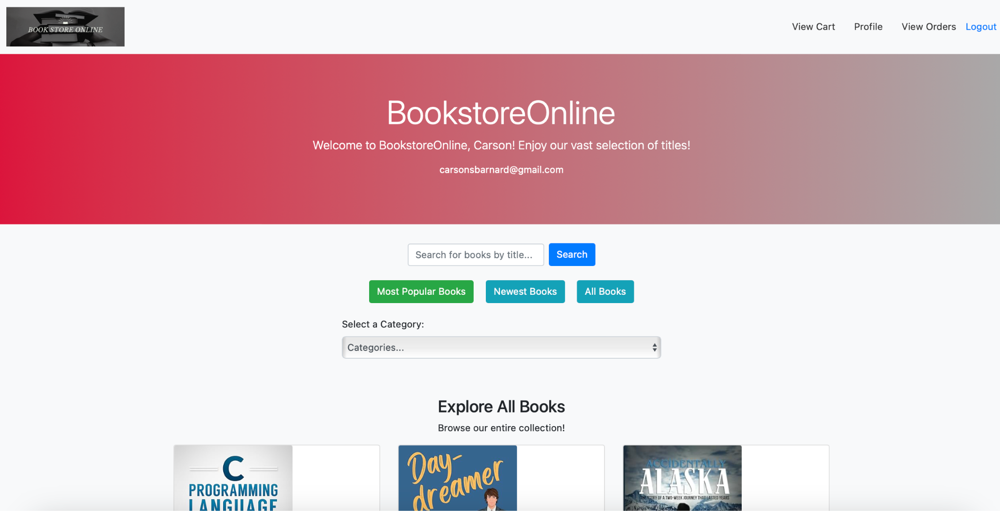 BOOK STORE ONLINE
View Cart
Profile
View Orders
Logout
BookstoreOnline
Welcome to BookstoreOnline, Carson! Enjoy our vast selection of titles!
carsonsbarnard@gmail.com
Search for books by title...
Search
Most Popular Books
Newest Books
All Books
Select a Category:
Categories...
Explore All Books
Browse our entire collection!
C
PROGRAMMING
LANGUAGE
Day-
dreamer
ACCIDENTALLY
ALASKA
THE STORY OF A TWO-WEEK JOURNEY THAT LASTED YEARS